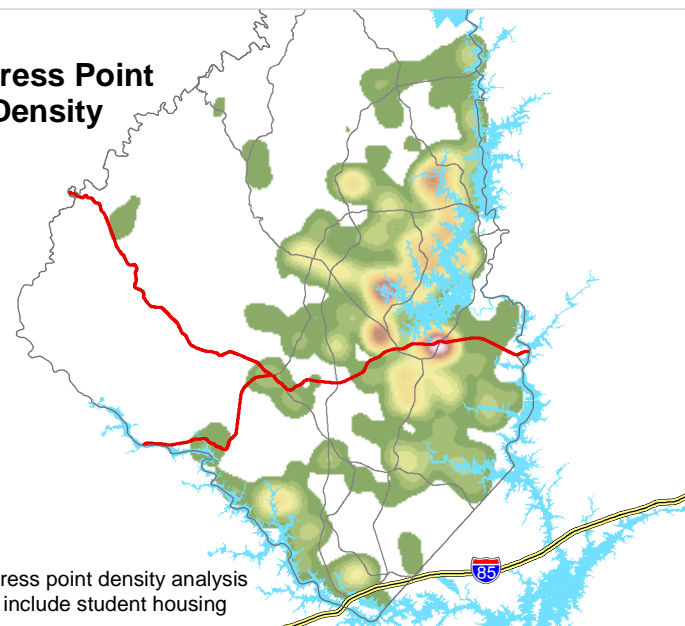 ress Point
Density
85
ress point density analysis
include student housing